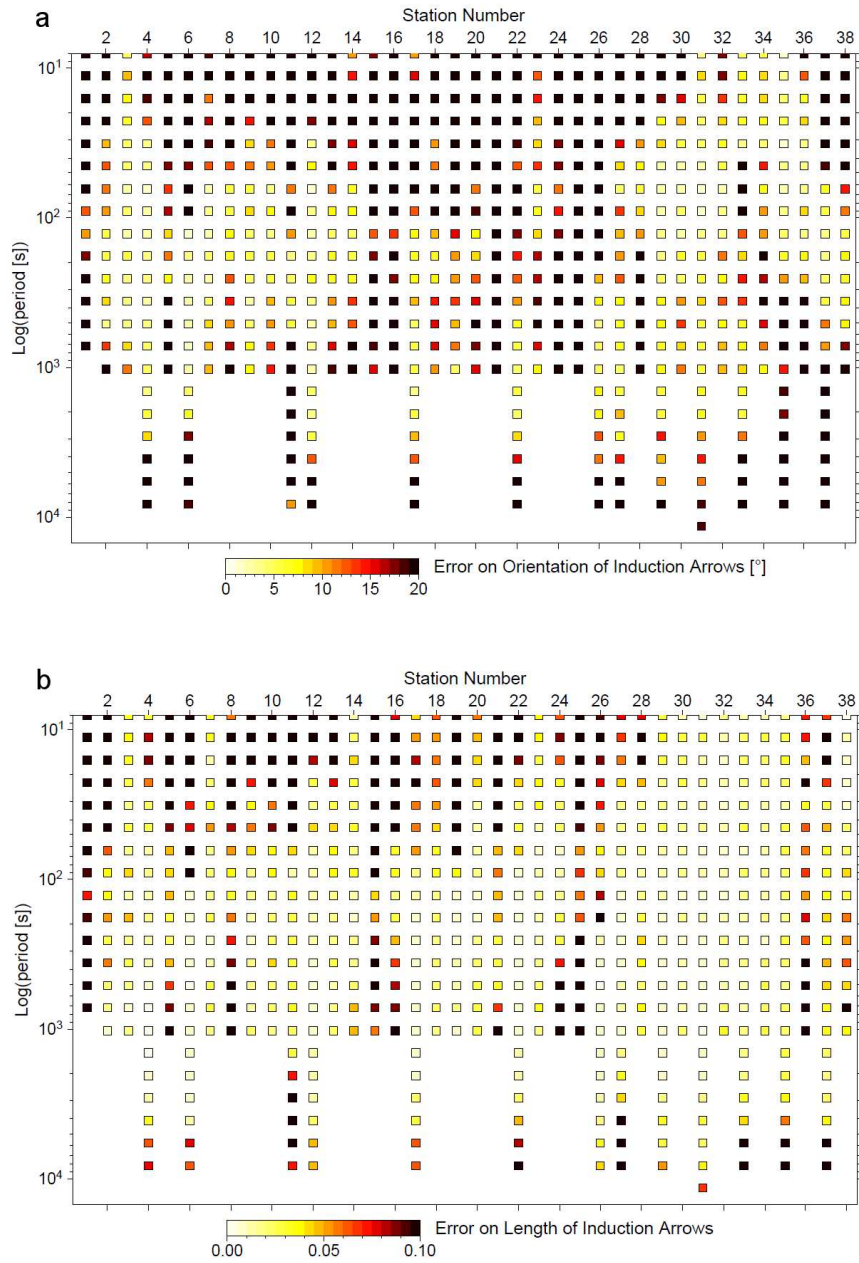 a
Station Number
2 4 6 8 10 12 14 16 18 20 22 24 26 28 30 32 34 36 38
10¹
10²
10³
10⁴
Log(period [s])
0 5 10 15 20
Error on Orientation of Induction Arrows [°]
b
Station Number
2 4 6 8 10 12 14 16 18 20 22 24 26 28 30 32 34 36 38
10¹
10²
10³
10⁴
Log(period [s])
0.00 0.05 0.10
Error on Length of Induction Arrows